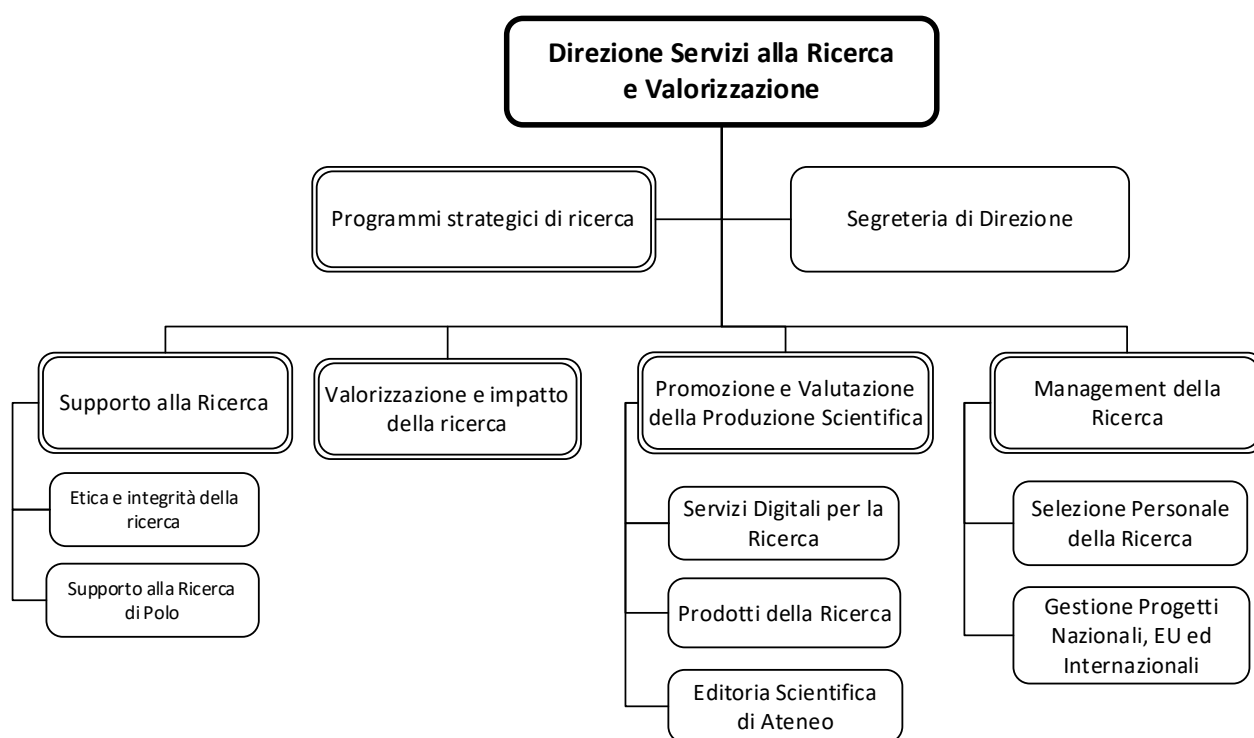 Direzione Servizi alla Ricerca
e Valorizzazione
Programmi strategici di ricerca
Segreteria di Direzione
Supporto alla Ricerca
Valorizzazione e impatto
della ricerca
Promozione e Valutazione
della Produzione Scientifica
Management della
Ricerca
Etica e integrità della
ricerca
Supporto alla Ricerca
di Polo
Servizi Digitali per la
Ricerca
Prodotti della Ricerca
Editoria Scientifica
di Ateneo
Selezione Personale
della Ricerca
Gestione Progetti
Nazionali, EU ed
Internazionali